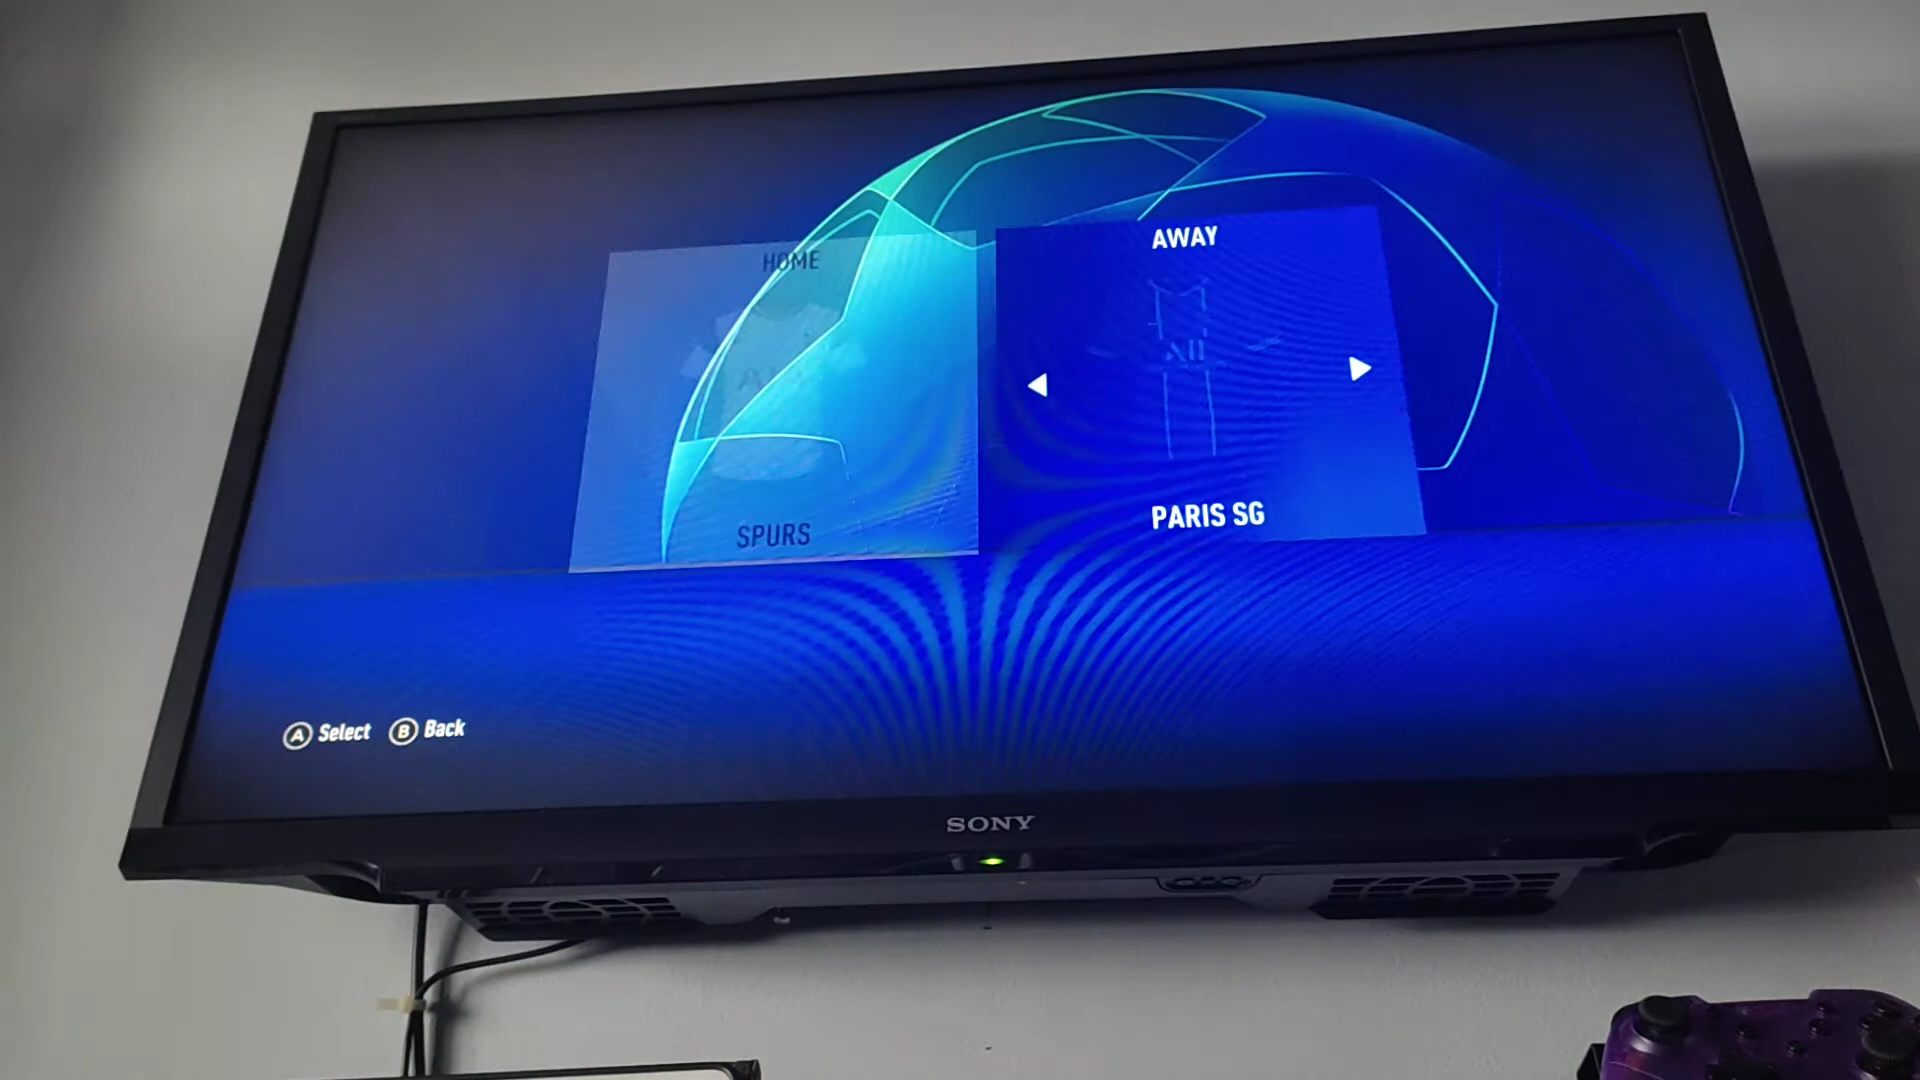 HOME
AWAY
SPURS
PARIS SG
A Select B Back
SONY